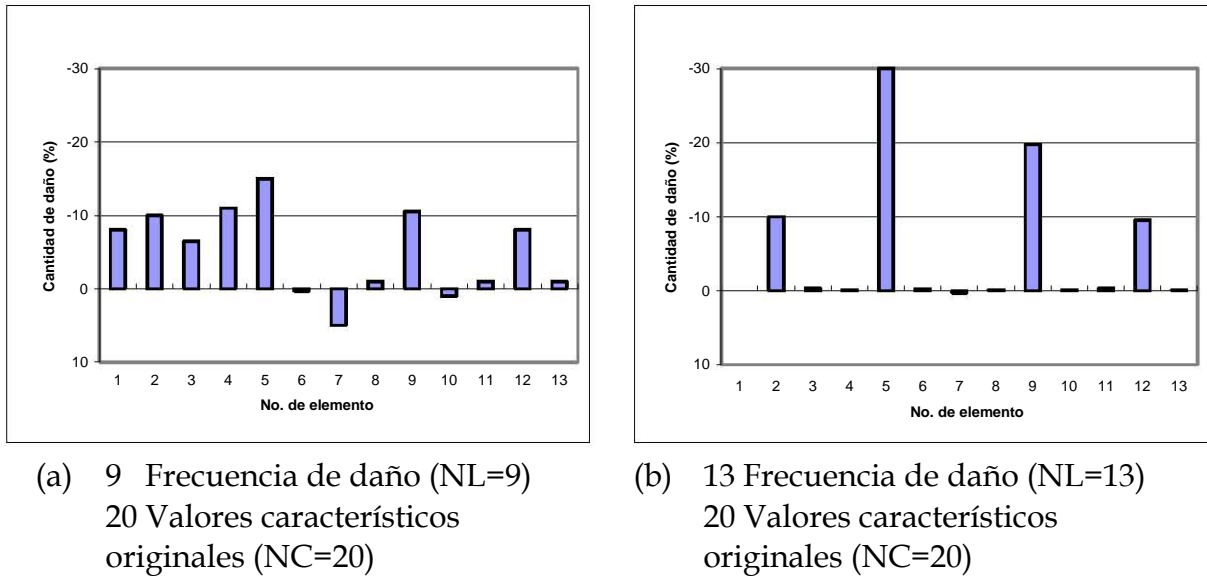 -30
-20
-10
0
10
Cantidad de daño (%)
1 2 3 4 5 6 7 8 9 10 11 12 13
No. de elemento
(a) 9 Frecuencia de daño (NL=9)
20 Valores característicos
originales (NC=20)
-30
-20
-10
0
10
Cantidad de daño (%)
1 2 3 4 5 6 7 8 9 10 11 12 13
No. de elemento
(b) 13 Frecuencia de daño (NL=13)
20 Valores característicos
originales (NC=20)